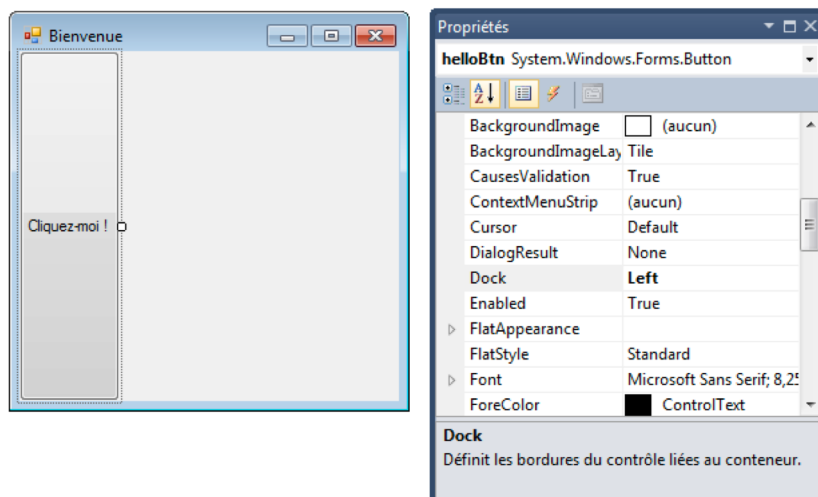 Bienvenue
Cliquez-moi !
Propriétés
helloBtn System.Windows.Forms.Button
BackgroundImage (aucun)
BackgroundImageLay Tile
CausesValidation True
ContextMenuStrip (aucun)
Cursor Default
DialogResult None
Dock Left
Enabled True
FlatAppearance
FlatStyle Standard
Font Microsoft Sans Serif; 8,25
ForeColor ControlText
Dock
Définit les bordures du contrôle liées au conteneur.